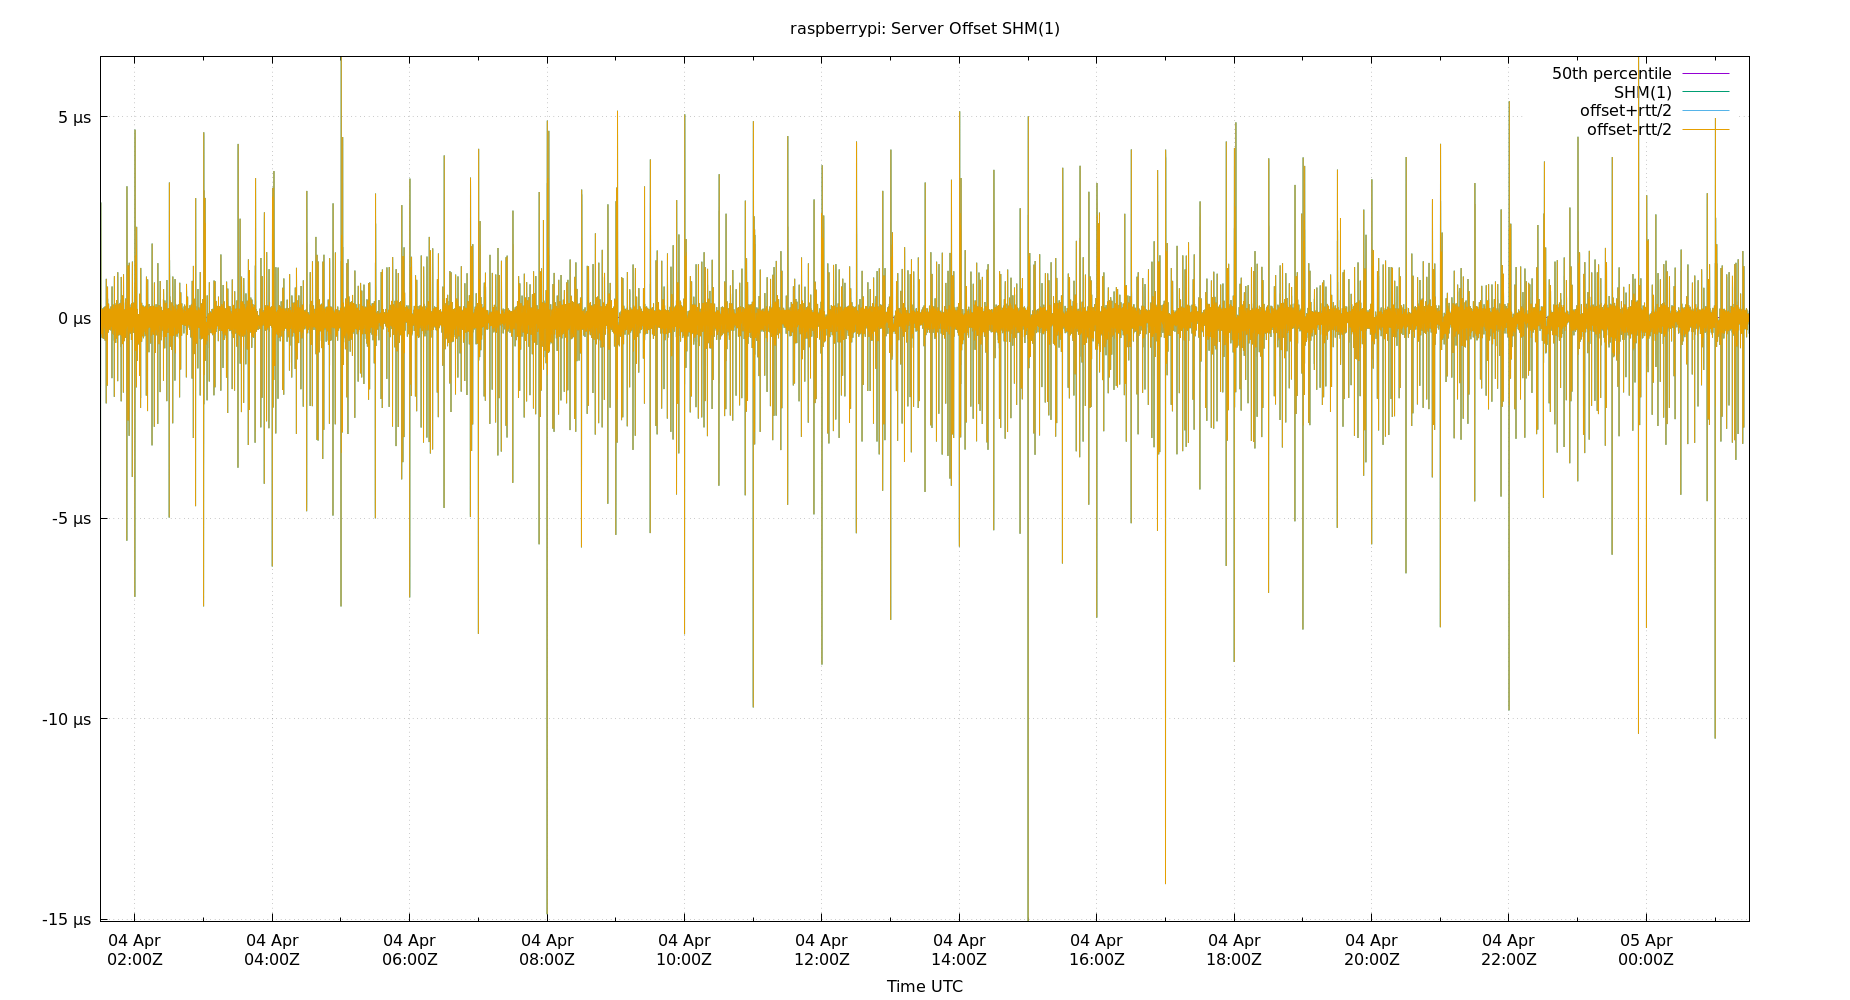 raspberrypi: Server Offset SHM(1)
50th percentile
SHM(1)
offset+rtt/2
offset-rtt/2
5 µs
0 µs
-5 µs
-10 µs
-15 µs
04 Apr 04 Apr 04 Apr 04 Apr 04 Apr 04 Apr 04 Apr 04 Apr 04 Apr 04 Apr 04 Apr 05 Apr
02:00Z 04:00Z 06:00Z 08:00Z 10:00Z 12:00Z 14:00Z 16:00Z 18:00Z 20:00Z 22:00Z 00:00Z
Time UTC